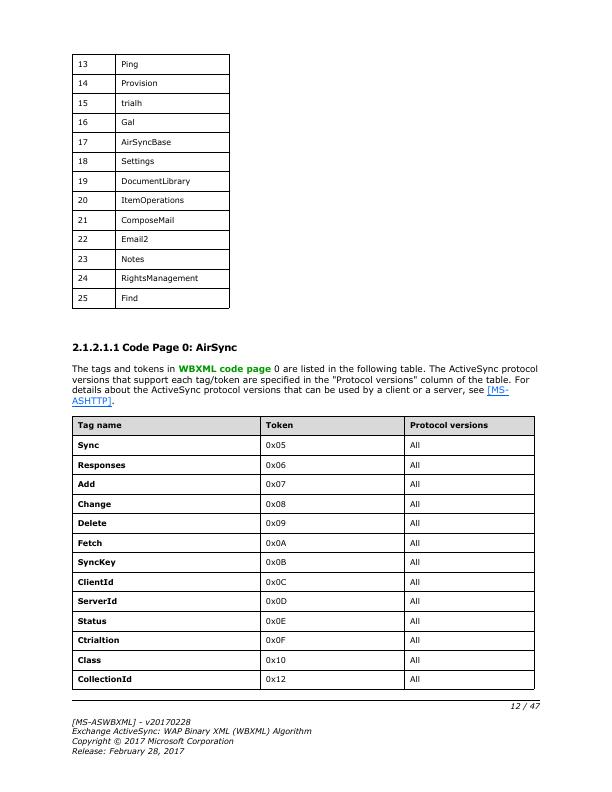 13 Ping
14 Provision
15 trialh
16 Gal
17 AirSyncBase
18 Settings
19 DocumentLibrary
20 ItemOperations
21 ComposeMail
22 Email2
23 Notes
24 RightsManagement
25 Find
2.1.2.1.1 Code Page 0: AirSync
The tags and tokens in WBXML code page 0 are listed in the following table. The ActiveSync protocol
versions that support each tag/token are specified in the "Protocol versions" column of the table. For
details about the ActiveSync protocol versions that can be used by a client or a server, see [MS-
ASHTTP].
Tag name Token Protocol versions
Sync 0x05 All
Responses 0x06 All
Add 0x07 All
Change 0x08 All
Delete 0x09 All
Fetch 0x0A All
SyncKey 0x0B All
ClientId 0x0C All
ServerId 0x0D All
Status 0x0E All
Ctrialtion 0x0F All
Class 0x10 All
CollectionId 0x12 All
12 / 47
[MS-ASWBXML] - v20170228
Exchange ActiveSync: WAP Binary XML (WBXML) Algorithm
Copyright © 2017 Microsoft Corporation
Release: February 28, 2017